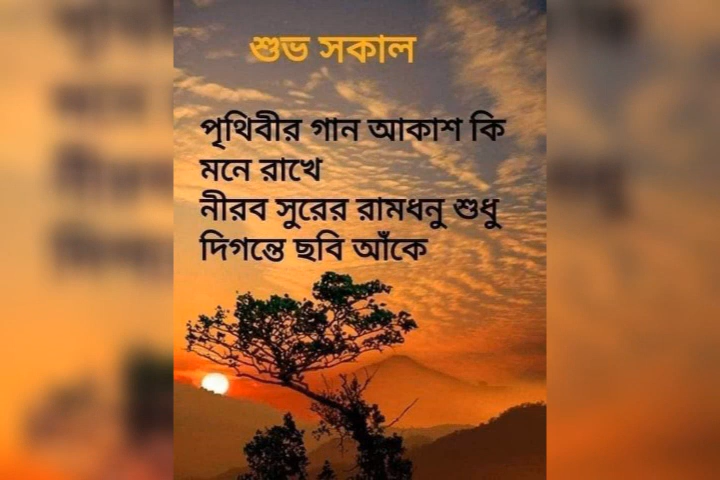 শুভ সকাল
পৃথিবীর গান আকাশ কি
মনে রাখে
নীরব সুরের রামধনু শুধু
দিগন্তে ছবি আঁকে